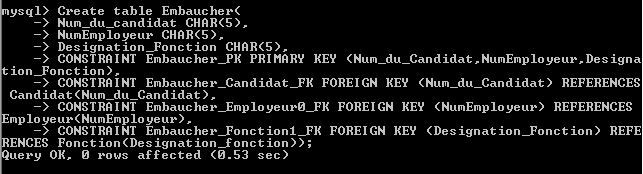 mysql> Create table Embaucher(
    -> Num_du_candidat CHAR(5),
    -> NumEmployeur CHAR(5),
    -> Designation_Fonction CHAR(5),
    -> CONSTRAINT Embaucher_PK PRIMARY KEY (Num_du_Candidat,NumEmployeur,Designa
tion_Fonction),
    -> CONSTRAINT Embaucher_Candidat_FK FOREIGN KEY (Num_du_Candidat) REFERENCES
 Candidat(Num_du_Candidat),
    -> CONSTRAINT Embaucher_Employeur0_FK FOREIGN KEY (NumEmployeur) REFERENCES
Employeur(NumEmployeur),
    -> CONSTRAINT Embaucher_Fonction1_FK FOREIGN KEY (Designation_Fonction) REFE
RENCES Fonction(Designation_fonction));
Query OK, 0 rows affected (0.53 sec)